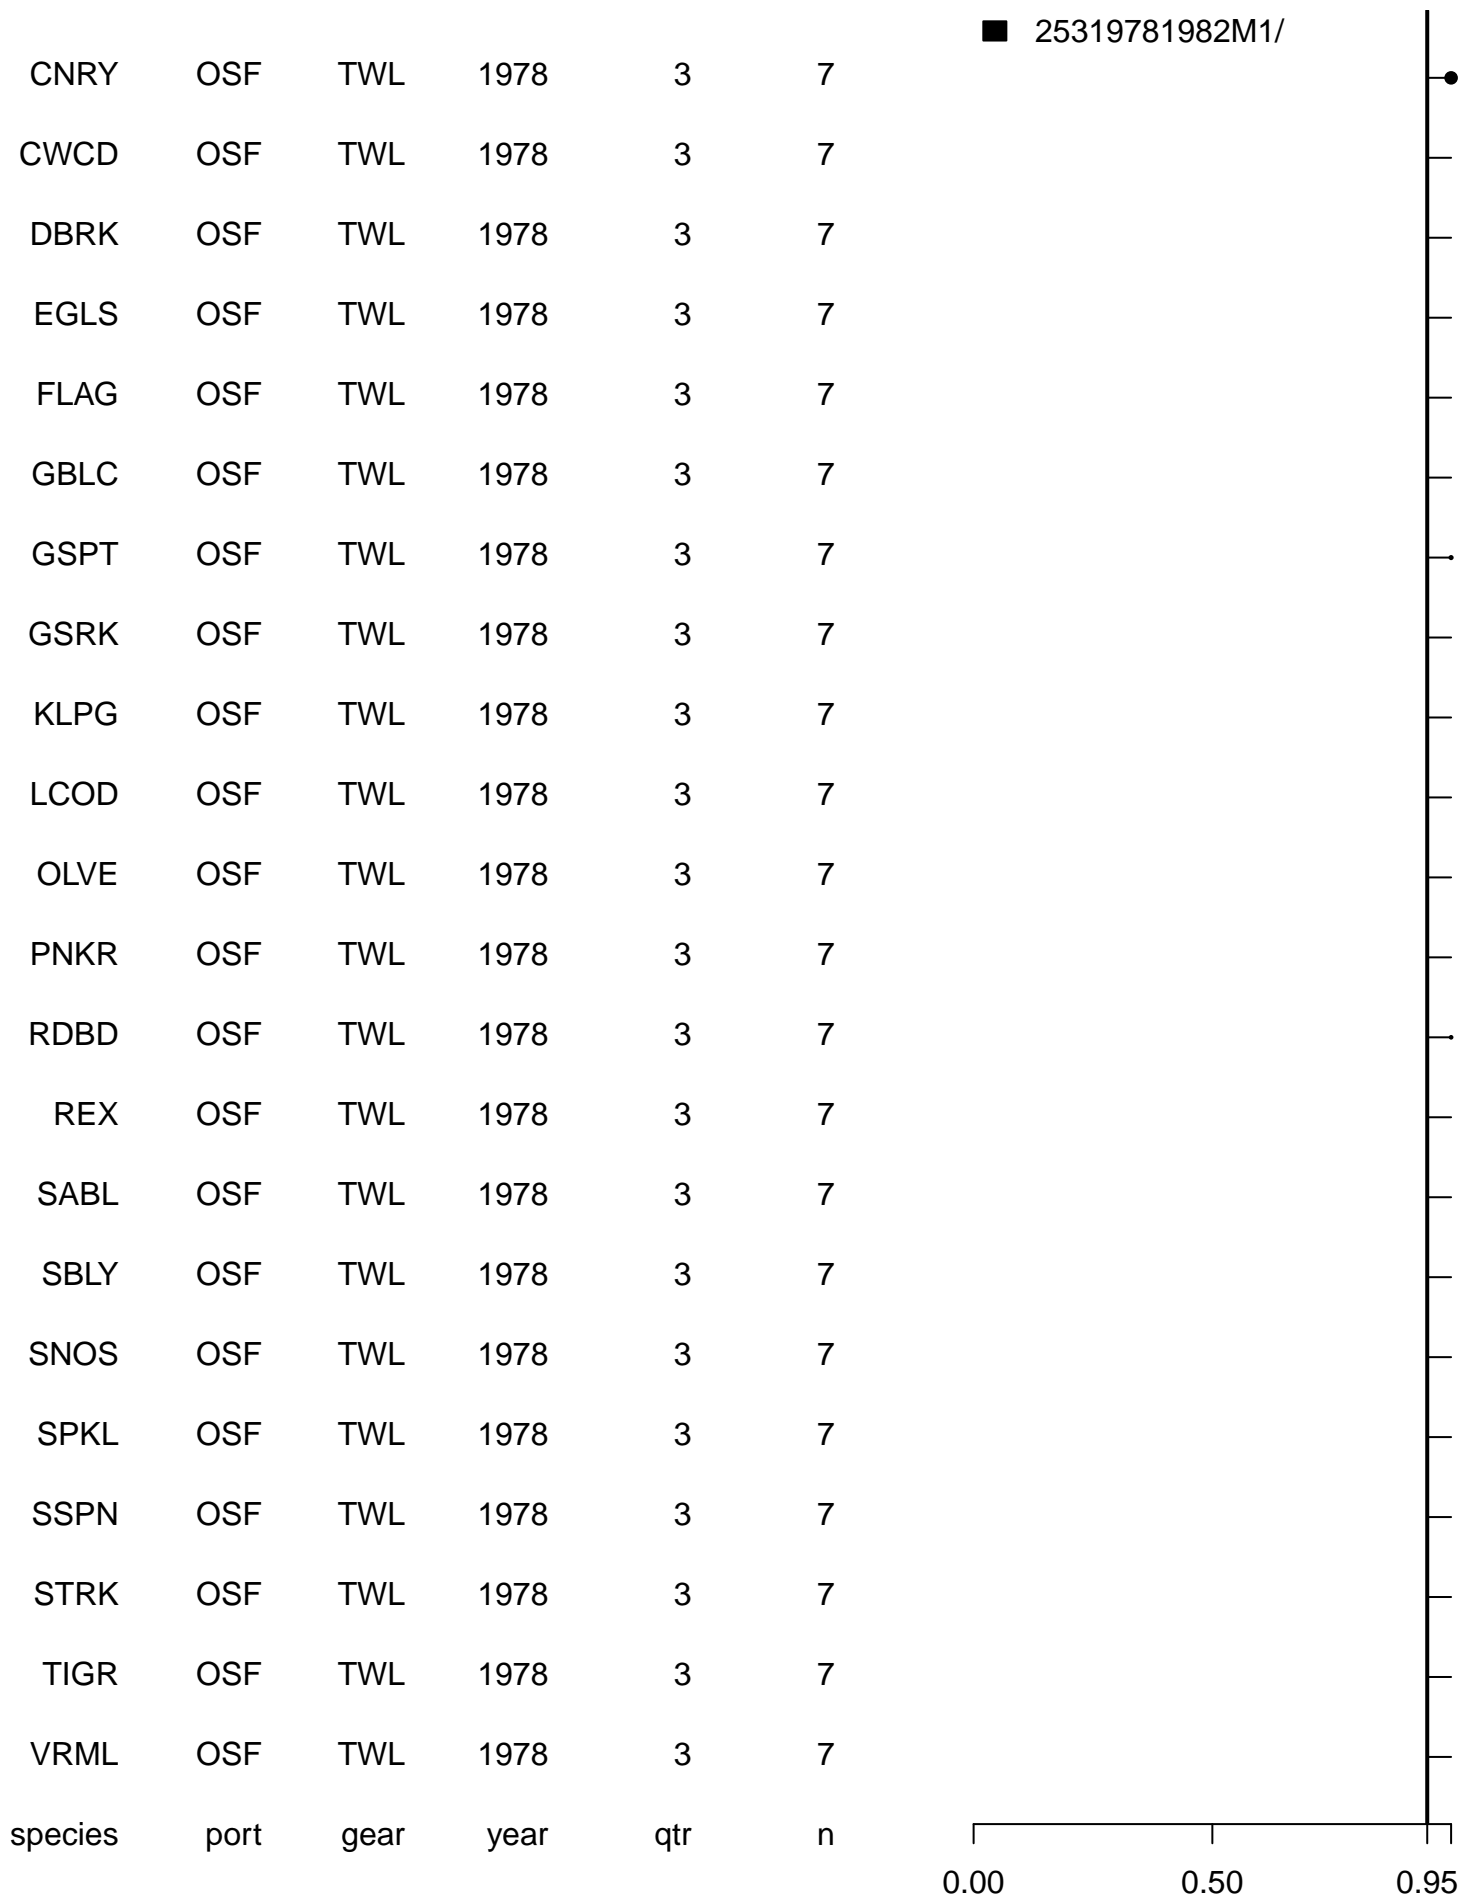 25319781982M1/
CNRY OSF TWL 1978 3 7
CWCD OSF TWL 1978 3 7
DBRK OSF TWL 1978 3 7
EGLS OSF TWL 1978 3 7
FLAG OSF TWL 1978 3 7
GBLC OSF TWL 1978 3 7
GSPT OSF TWL 1978 3 7
GSRK OSF TWL 1978 3 7
KLPG OSF TWL 1978 3 7
LCOD OSF TWL 1978 3 7
OLVE OSF TWL 1978 3 7
PNKR OSF TWL 1978 3 7
RDBD OSF TWL 1978 3 7
REX OSF TWL 1978 3 7
SABL OSF TWL 1978 3 7
SBLY OSF TWL 1978 3 7
SNOS OSF TWL 1978 3 7
SPKL OSF TWL 1978 3 7
SSPN OSF TWL 1978 3 7
STRK OSF TWL 1978 3 7
TIGR OSF TWL 1978 3 7
VRML OSF TWL 1978 3 7
species port gear year qtr n
0.00 0.50 0.95